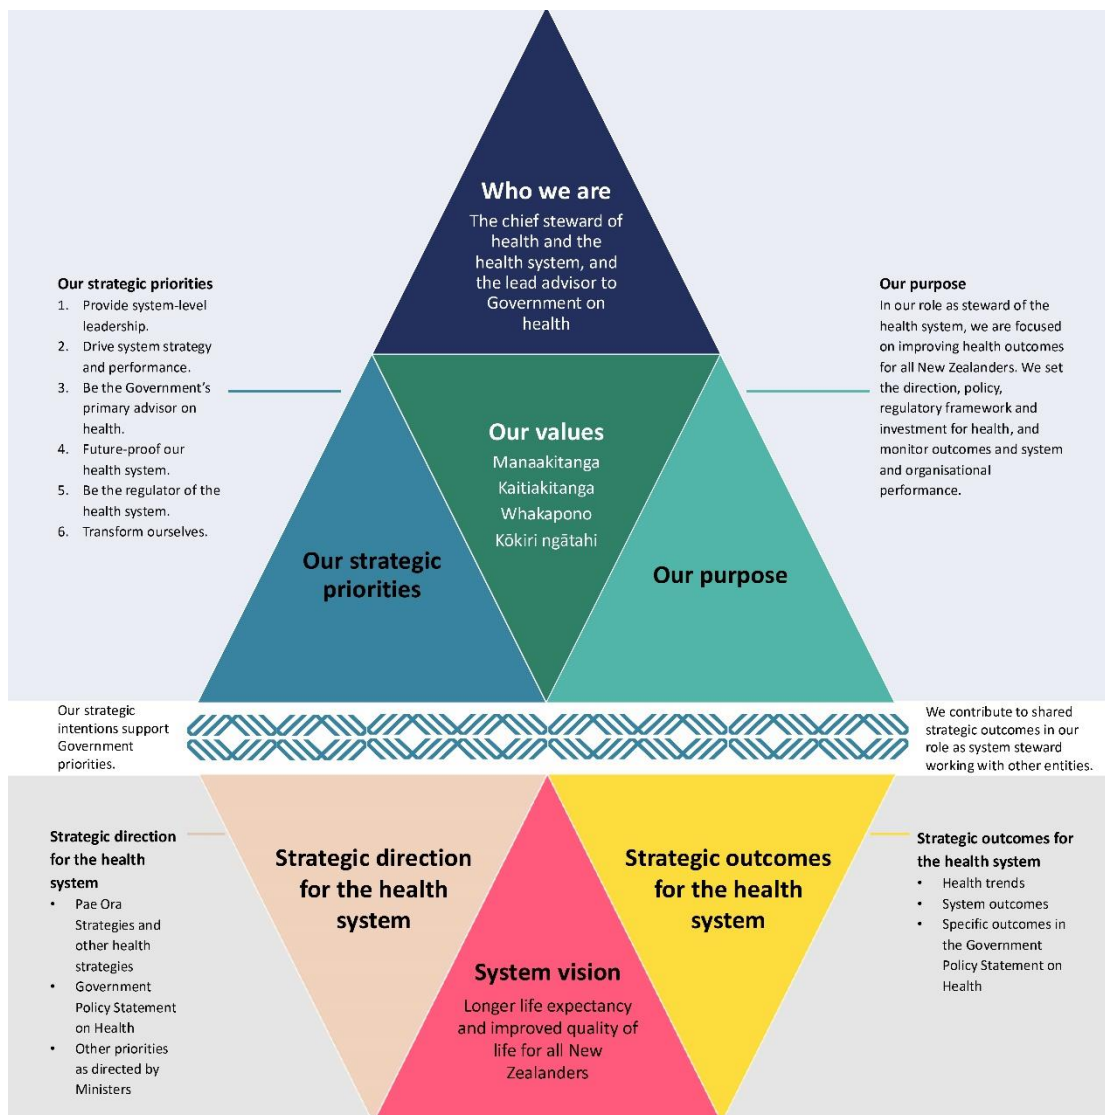 Who we are
The chief steward of
health and the
health system, and
the lead advisor to
Government on
health
Our strategic priorities
1. Provide system-level
leadership.
2. Drive system strategy
and performance.
3. Be the Government’s
primary advisor on
health.
4. Future-proof our
health system.
5. Be the regulator of the
health system.
6. Transform ourselves.
Our purpose
In our role as steward of the
health system, we are focused
on improving health outcomes
for all New Zealanders. We set
the direction, policy,
regulatory framework and
investment for health, and
monitor outcomes and system
and organisational
performance.
Our values
Manaakitanga
Kaitiakitanga
Whakapono
Kōkiri ngātahi
Our strategic
priorities
Our purpose
Our strategic
intentions support
Government
priorities.
We contribute to shared
strategic outcomes in our
role as system steward
working with other entities.
Strategic direction
for the health
system
• Pae Ora
Strategies and
other health
strategies
• Government
Policy Statement
on Health
• Other priorities
as directed by
Ministers
Strategic direction
for the health
system
Strategic outcomes
for the health
system
Strategic outcomes for
the health system
• Health trends
• System outcomes
• Specific outcomes in
the Government
Policy Statement on
Health
System vision
Longer life expectancy
and improved quality of
life for all New
Zealanders